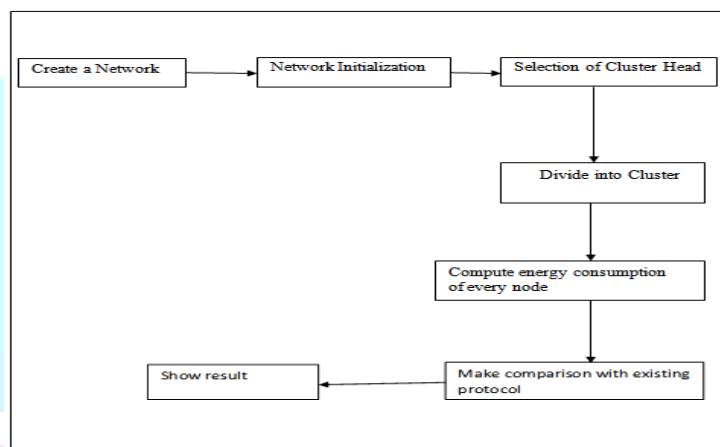 Create a Network
Network Initialization
Selection of Cluster Head
Divide into Cluster
Compute energy consumption
of every node
Make comparison with existing
protocol
Show result